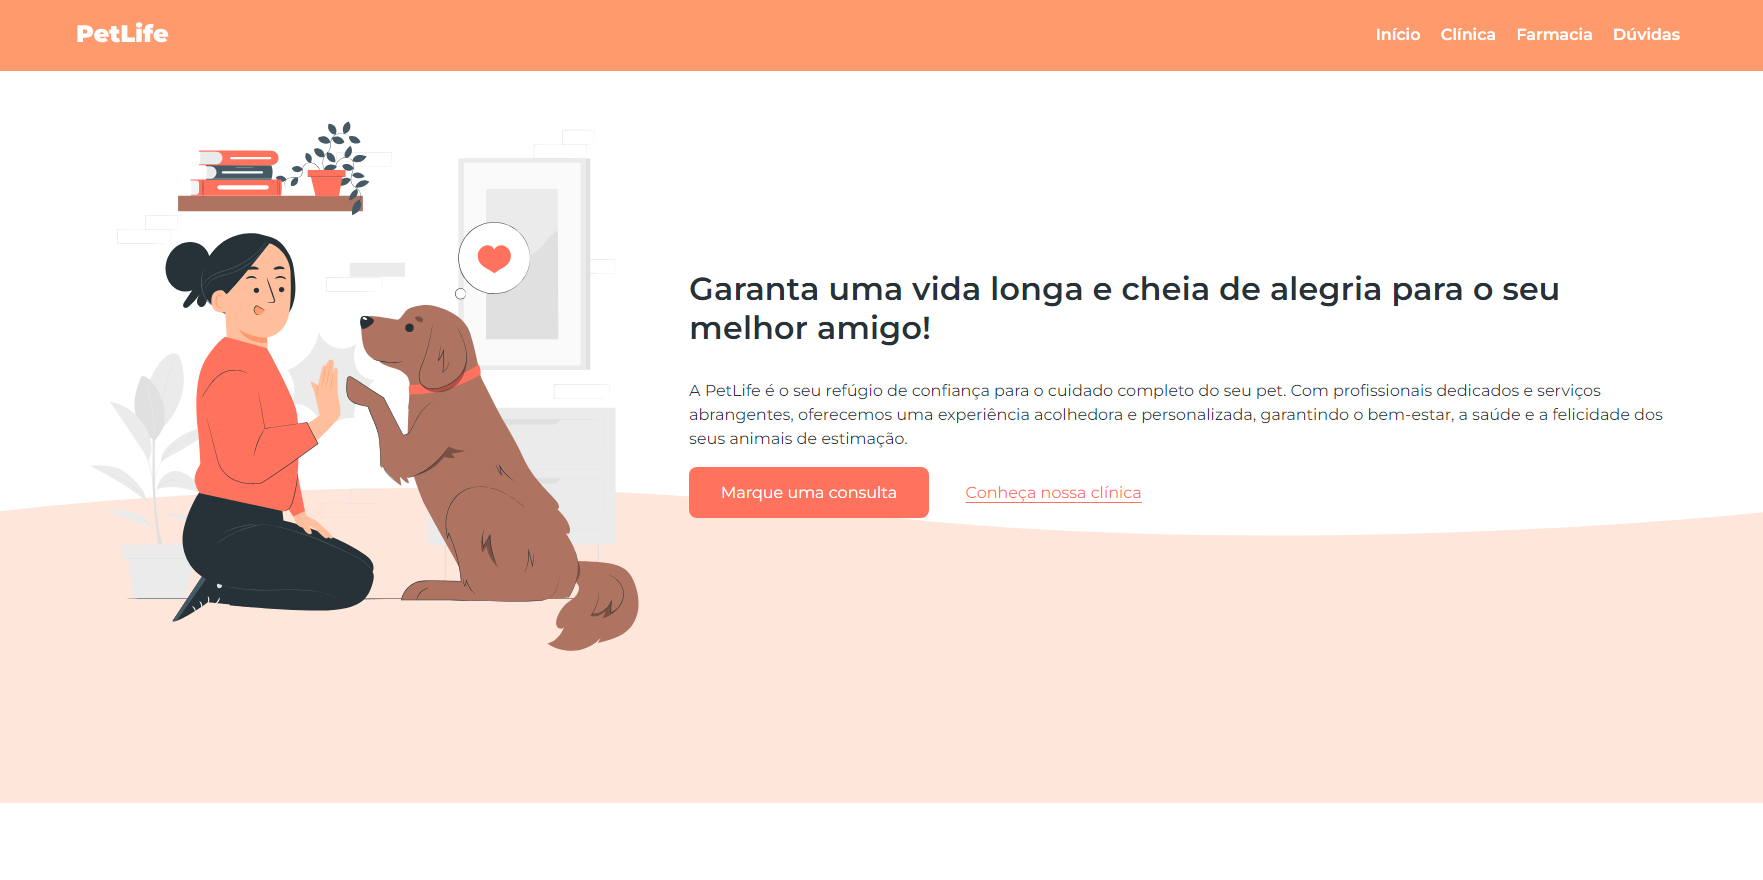 PetLife
Início Clínica Farmacia Dúvidas
Garanta uma vida longa e cheia de alegria para o seu
melhor amigo!
A PetLife é o seu refúgio de confiança para o cuidado completo do seu pet. Com profissionais dedicados e serviços
abrangentes, oferecemos uma experiência acolhedora e personalizada, garantindo o bem-estar, a saúde e a felicidade dos
seus animais de estimação.
Marque uma consulta Conheça nossa clínica